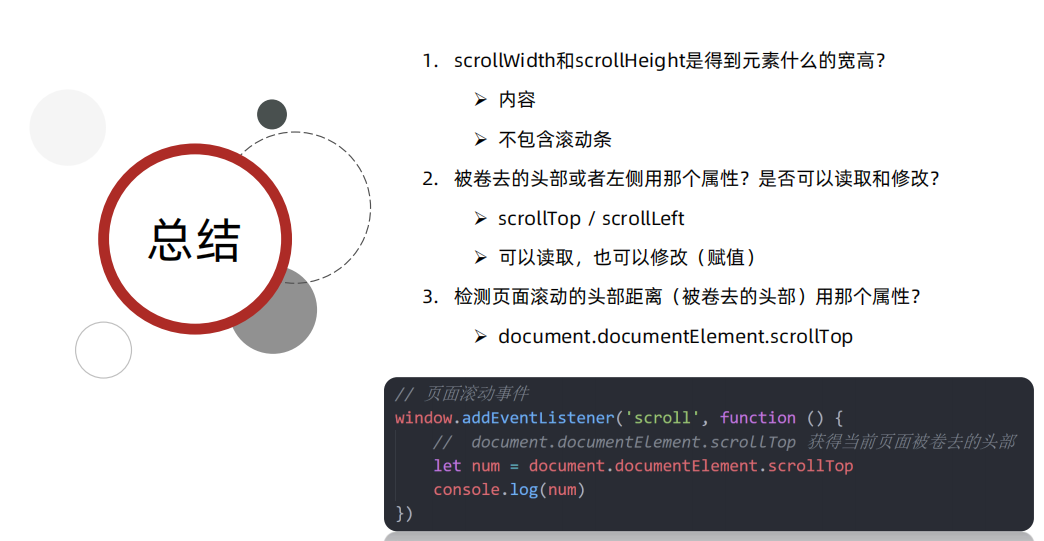 总结
1. scrollWidth和scrollHeight是得到元素什么的宽高？
➢ 内容
➢ 不包含滚动条
2. 被卷去的头部或者左侧用那个属性？是否可以读取和修改？
➢ scrollTop / scrollLeft
➢ 可以读取，也可以修改（赋值）
3. 检测页面滚动的头部距离（被卷去的头部）用那个属性？
➢ document.documentElement.scrollTop
// 页面滚动事件
window.addEventListener('scroll', function () {
    //  document.documentElement.scrollTop 获得当前页面被卷去的头部
    let num = document.documentElement.scrollTop
    console.log(num)
})